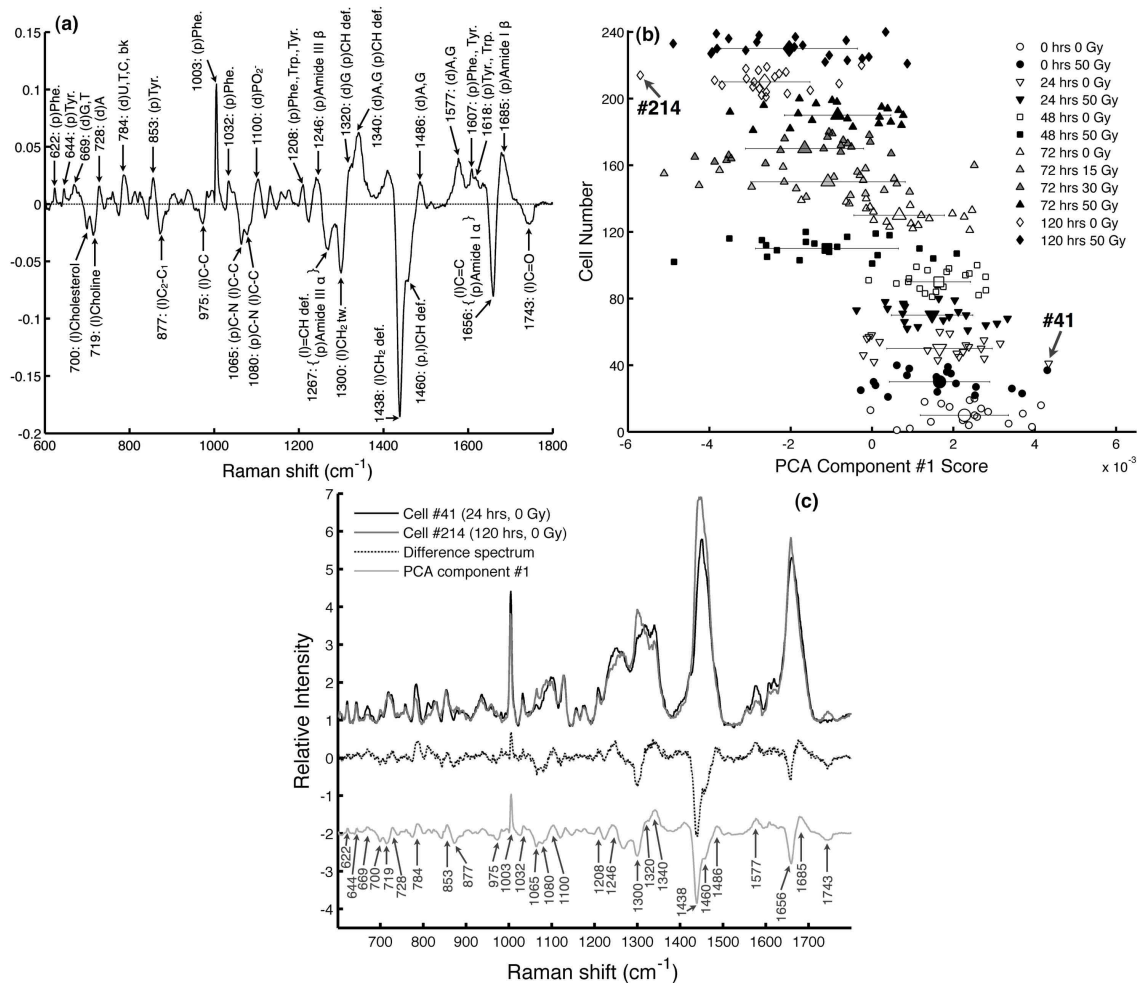 (a)
0.15
0.1
0.05
0
-0.05
-0.1
-0.15
-0.2
622: (p)Phe.
644: (p)Tyr.
669: (d)G,T
728: (d)A
784: (d)U,T,C, bk
853: (p)Tyr.
1003: (p)Phe.
1032: (p)Phe.
1100: (d)PO₂⁻
1208: (p)Phe.,Trp.,Tyr.
1246: (p)Amide III β
1320: (d)G (p)CH def.
1340: (d)A,G (p)CH def.
1486: (d)A,G
1577: (d)A,G
1607: (p)Phe., Tyr.
1618: (p)Tyr., Trp.
1685: (p)Amide I β
700: (l)Cholesterol
719: (l)Choline
877: (l)C₂-C₁
975: (l)C-C
1065: (p)C-N (l)C-C
1080: (p)C-N (l)C-C
1267: { (l)=CH def. (p)Amide III α }
1300: (l)CH₂ tw.
1438: (l)CH₂ def.
1460: (p,l)CH def.
1656: { (l)C=C (p)Amide I α }
1743: (l)C=O
600 800 1000 1200 1400 1600 1800
Raman shift (cm⁻¹)
(b)
Cell Number
240
200
160
120
80
40
0
#214
#41
-6 -4 -2 0 2 4 6
PCA Component #1 Score
x 10⁻³
0 hrs 0 Gy
0 hrs 50 Gy
24 hrs 0 Gy
24 hrs 50 Gy
48 hrs 0 Gy
48 hrs 50 Gy
72 hrs 0 Gy
72 hrs 15 Gy
72 hrs 30 Gy
72 hrs 50 Gy
120 hrs 0 Gy
120 hrs 50 Gy
(c)
Cell #41 (24 hrs, 0 Gy)
Cell #214 (120 hrs, 0 Gy)
Difference spectrum
PCA component #1
Relative Intensity
7
6
5
4
3
2
1
0
-1
-2
-3
-4
622
644
669
700
719
728
784
853
877
975
1003
1032
1065
1080
1100
1208
1246
1300
1320
1340
1438
1460
1486
1577
1656
1685
1743
700 800 900 1000 1100 1200 1300 1400 1500 1600 1700
Raman shift (cm⁻¹)